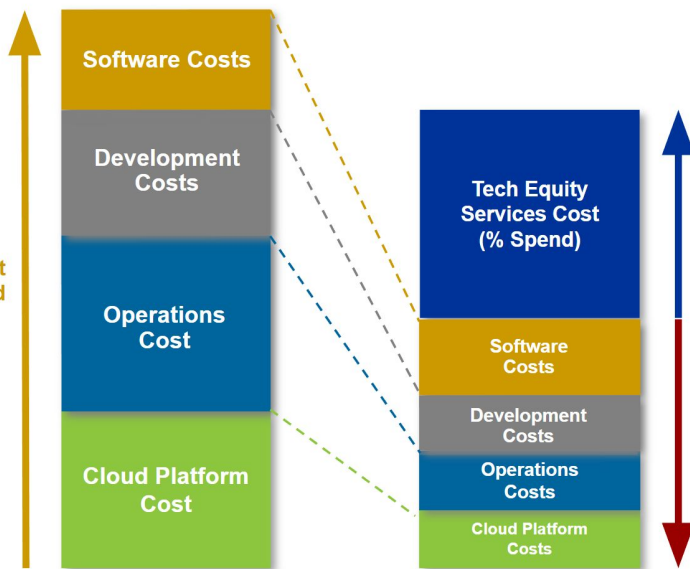 Software Costs
Development
Costs
Operations
Cost
Cloud Platform
Cost
Tech Equity
Services Cost
(% Spend)
Software
Costs
Development
Costs
Operations
Costs
Cloud Platform
Costs